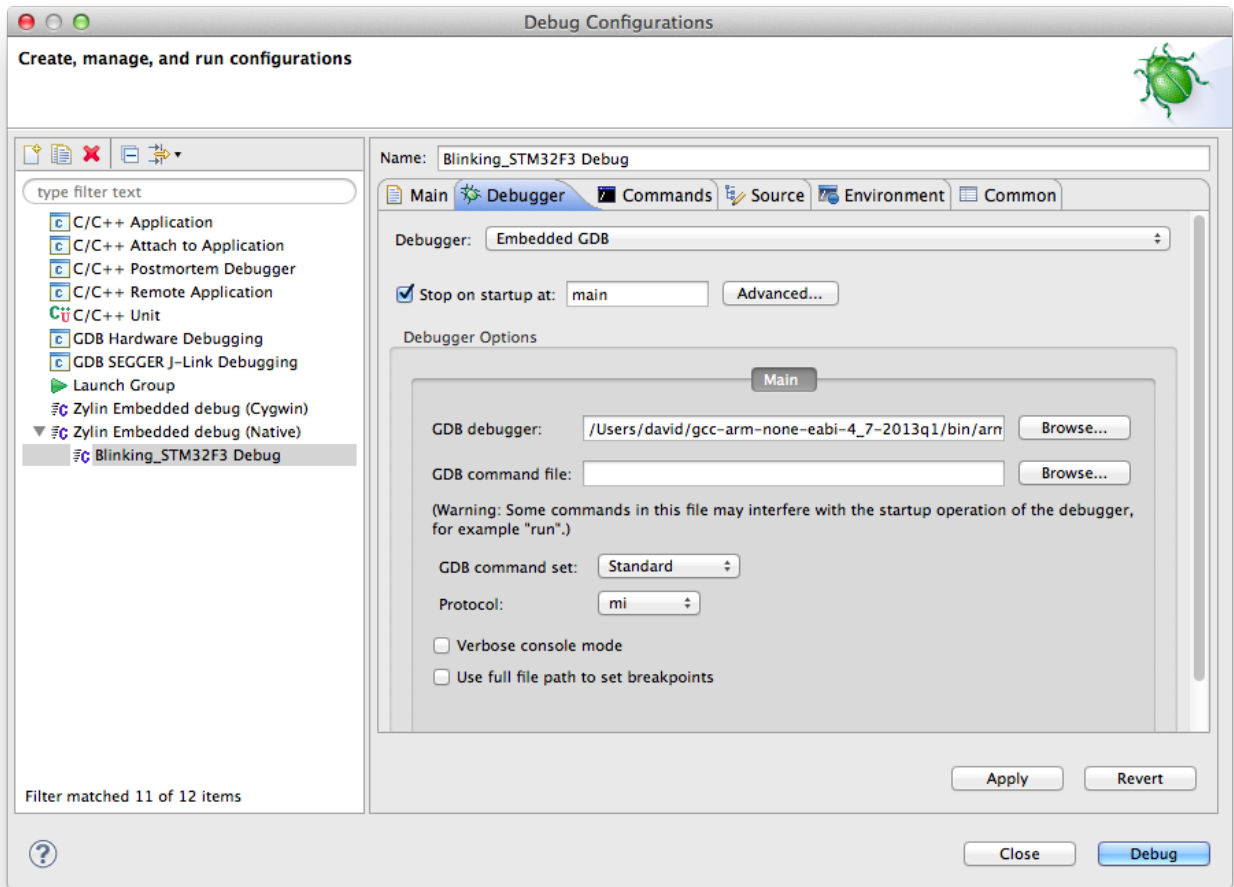 Debug Configurations
Create, manage, and run configurations
type filter text
C/C++ Application
C/C++ Attach to Application
C/C++ Postmortem Debugger
C/C++ Remote Application
C/C++ Unit
GDB Hardware Debugging
GDB SEGGER J-Link Debugging
Launch Group
Zylin Embedded debug (Cygwin)
Zylin Embedded debug (Native)
Blinking_STM32F3 Debug
Filter matched 11 of 12 items
Name: Blinking_STM32F3 Debug
Main Debugger Commands Source Environment Common
Debugger: Embedded GDB
Stop on startup at: main Advanced...
Debugger Options
Main
GDB debugger: /Users/david/gcc-arm-none-eabi-4_7-2013q1/bin/arm Browse...
GDB command file: Browse...
(Warning: Some commands in this file may interfere with the startup operation of the debugger,
for example "run".)
GDB command set: Standard
Protocol: mi
Verbose console mode
Use full file path to set breakpoints
Apply Revert
? Close Debug